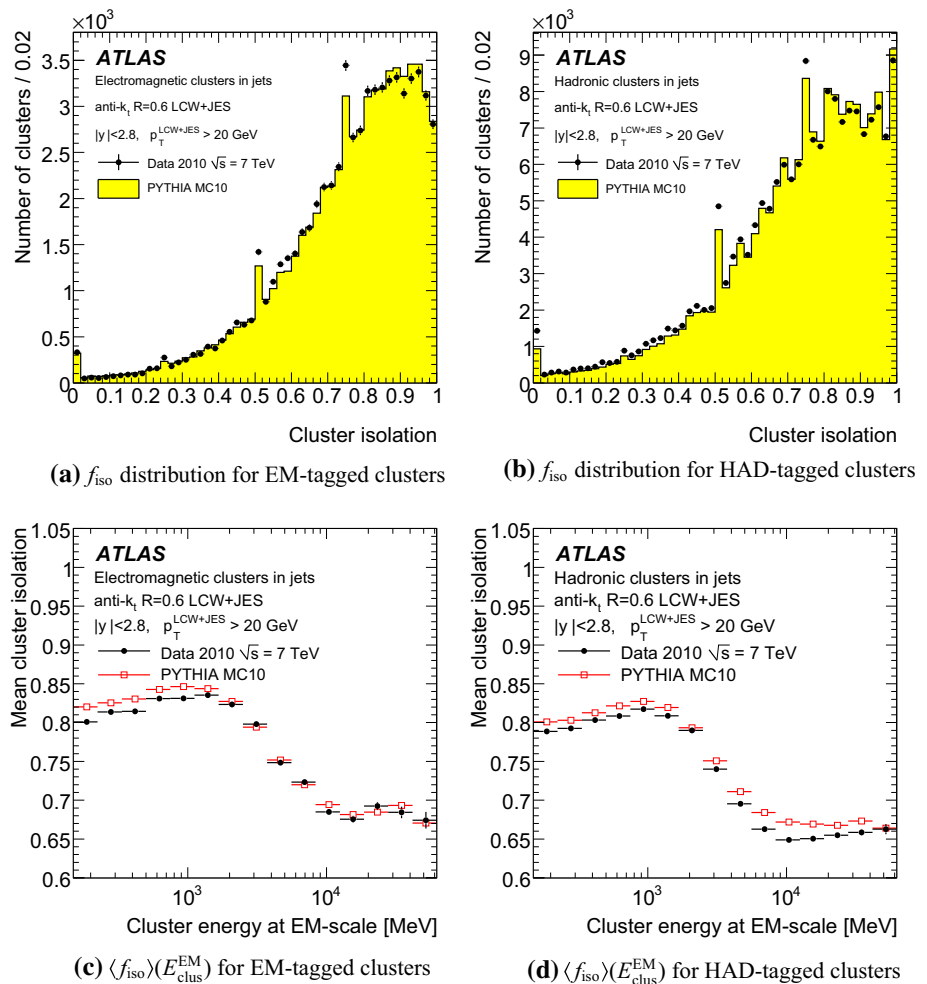 ×10³
Number of clusters / 0.02
3.5
3
2.5
2
1.5
1
0.5
0
ATLAS
Electromagnetic clusters in jets
anti-kₜ R=0.6 LCW+JES
|y|<2.8, p_T^LCW+JES > 20 GeV
Data 2010 √s = 7 TeV
PYTHIA MC10
0 0.1 0.2 0.3 0.4 0.5 0.6 0.7 0.8 0.9 1
Cluster isolation
(a) f_iso distribution for EM-tagged clusters
×10³
Number of clusters / 0.02
9
8
7
6
5
4
3
2
1
0
ATLAS
Hadronic clusters in jets
anti-kₜ R=0.6 LCW+JES
|y|<2.8, p_T^LCW+JES > 20 GeV
Data 2010 √s = 7 TeV
PYTHIA MC10
0 0.1 0.2 0.3 0.4 0.5 0.6 0.7 0.8 0.9 1
Cluster isolation
(b) f_iso distribution for HAD-tagged clusters
Mean cluster isolation
1.05
1
0.95
0.9
0.85
0.8
0.75
0.7
0.65
0.6
ATLAS
Electromagnetic clusters in jets
anti-kₜ R=0.6 LCW+JES
|y|<2.8, p_T^LCW+JES > 20 GeV
Data 2010 √s = 7 TeV
PYTHIA MC10
10³ 10⁴
Cluster energy at EM-scale [MeV]
(c) ⟨f_iso⟩(E_clus^EM) for EM-tagged clusters
Mean cluster isolation
1.05
1
0.95
0.9
0.85
0.8
0.75
0.7
0.65
0.6
ATLAS
Hadronic clusters in jets
anti-kₜ R=0.6 LCW+JES
|y|<2.8, p_T^LCW+JES > 20 GeV
Data 2010 √s = 7 TeV
PYTHIA MC10
10³ 10⁴
Cluster energy at EM-scale [MeV]
(d) ⟨f_iso⟩(E_clus^EM) for HAD-tagged clusters